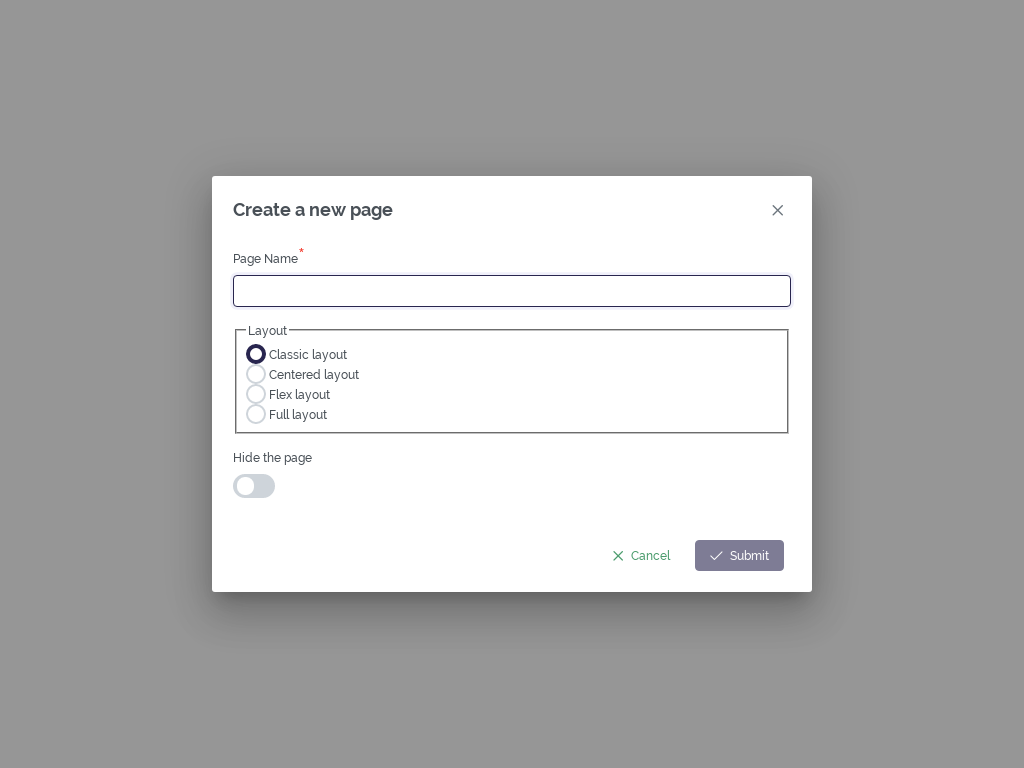 Create a new page
Page Name*
Layout
Classic layout
Centered layout
Flex layout
Full layout
Hide the page
Cancel
Submit